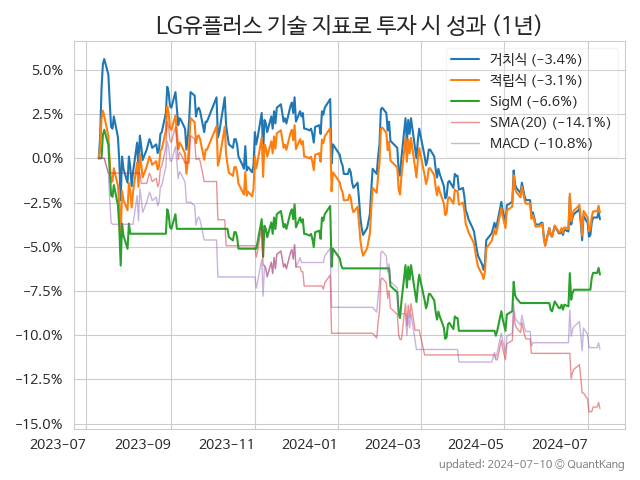 LG유플러스 기술 지표로 투자 시 성과 (1년)
거치식 (−3.4%)
적립식 (−3.1%)
SigM (−6.6%)
SMA(20) (−14.1%)
MACD (−10.8%)
5.0%
2.5%
0.0%
−2.5%
−5.0%
−7.5%
−10.0%
−12.5%
−15.0%
2023-07 2023-09 2023-11 2024-01 2024-03 2024-05 2024-07
updated: 2024-07-10 © QuantKang